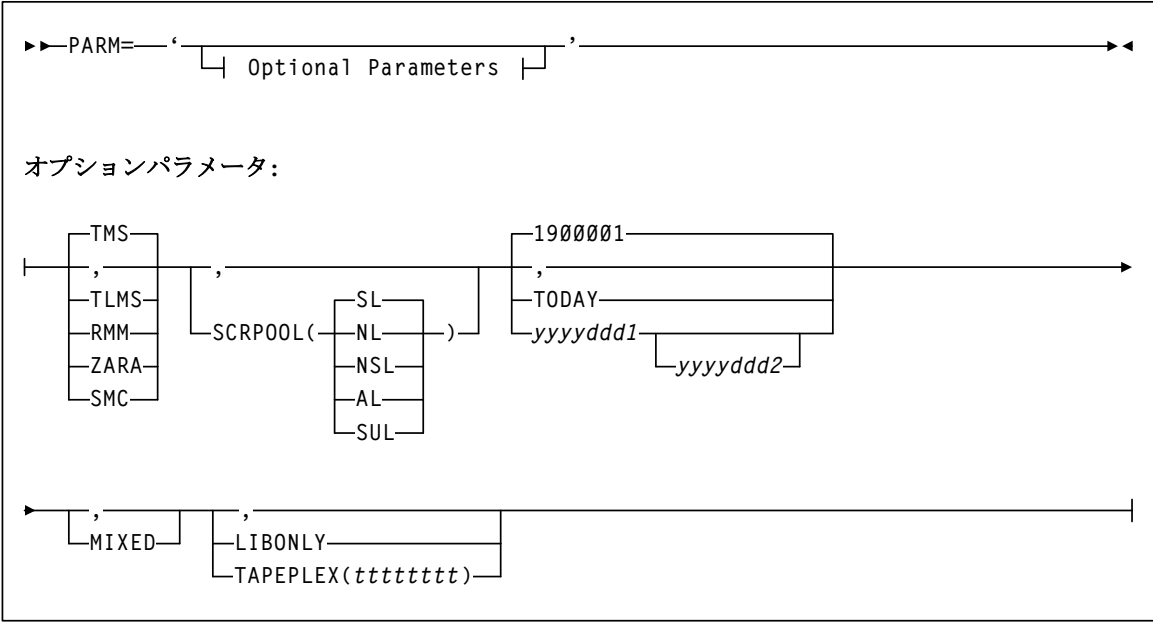 PARM= ‘ ’
Optional Parameters
オプションパラメータ:
TMS 1900001
, , ,
TLMS SL TODAY
RMM SCRPOOL( NL ) yyyyddd1
ZARA NSL yyyyddd2
SMC AL
SUL
, ,
MIXED LIBONLY
TAPEPLEX(tttttttt)